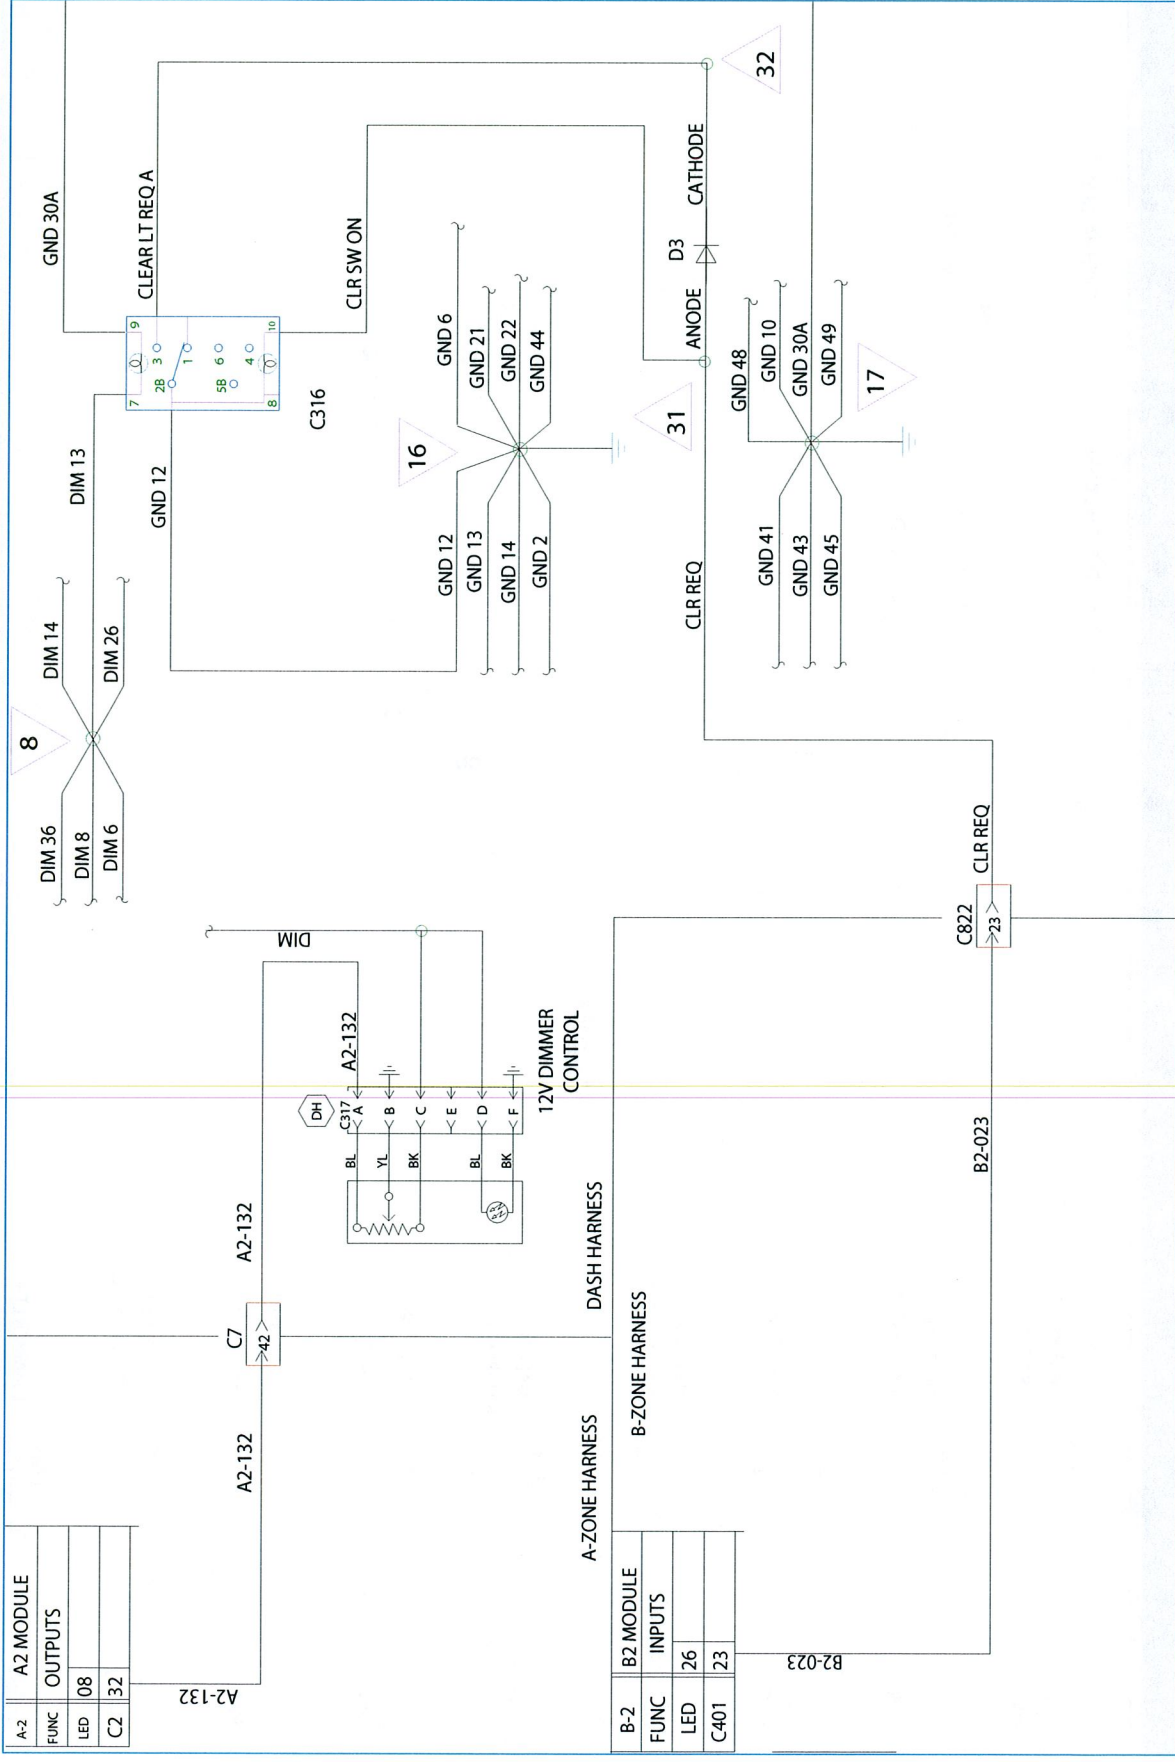 A-2 A2 MODULE
FUNC OUTPUTS
LED 08
C2 32
A2-132
A2-132
C7
42
A2-132
A2-132
DH
C317
A
B
C
E
D
F
BL
YL
BK
BL
BK
12V DIMMER
CONTROL
DIM
DIM 36
DIM 8
DIM 6
8
DIM 14
DIM 26
DIM 13
GND 12
GND 30A
CLEAR LT REQ A
7
9
2B
3
1
5B
6
4
8
10
C316
CLR SW ON
GND 12
GND 13
GND 14
GND 2
16
GND 6
GND 21
GND 22
GND 44
31
CLR REQ
ANODE
D3
CATHODE
32
GND 41
GND 43
GND 45
GND 48
GND 10
GND 30A
GND 49
17
A-ZONE HARNESS
DASH HARNESS
B-ZONE HARNESS
B-2 B2 MODULE
FUNC INPUTS
LED 26
C401 23
B2-023
B2-023
C822
23
CLR REQ